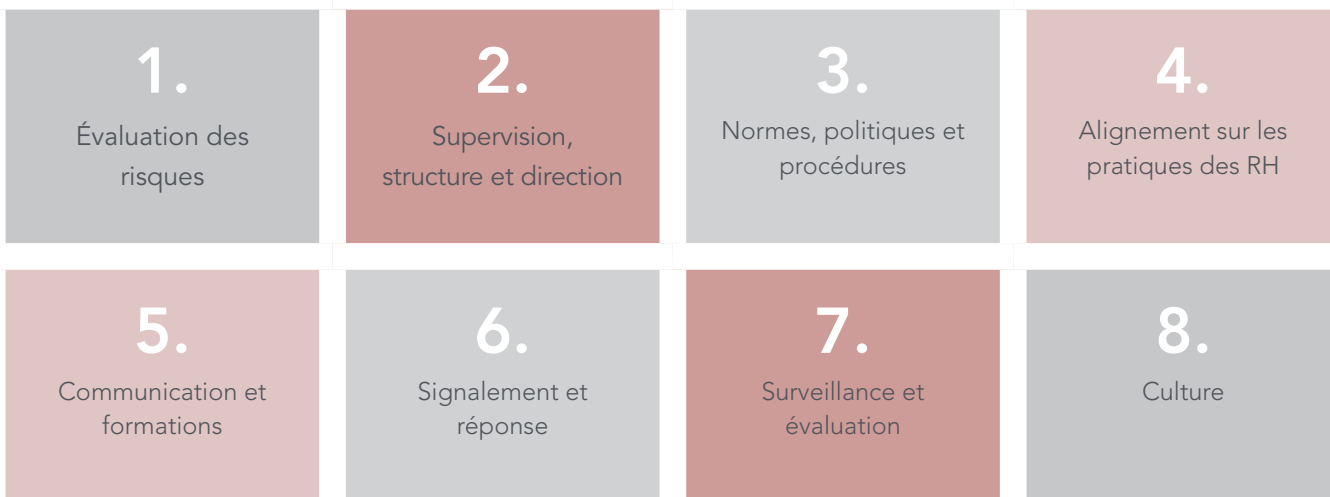 1.
Évaluation des
risques
2.
Supervision,
structure et direction
3.
Normes, politiques et
procédures
4.
Alignement sur les
pratiques des RH
5.
Communication et
formations
6.
Signalement et
réponse
7.
Surveillance et
évaluation
8.
Culture